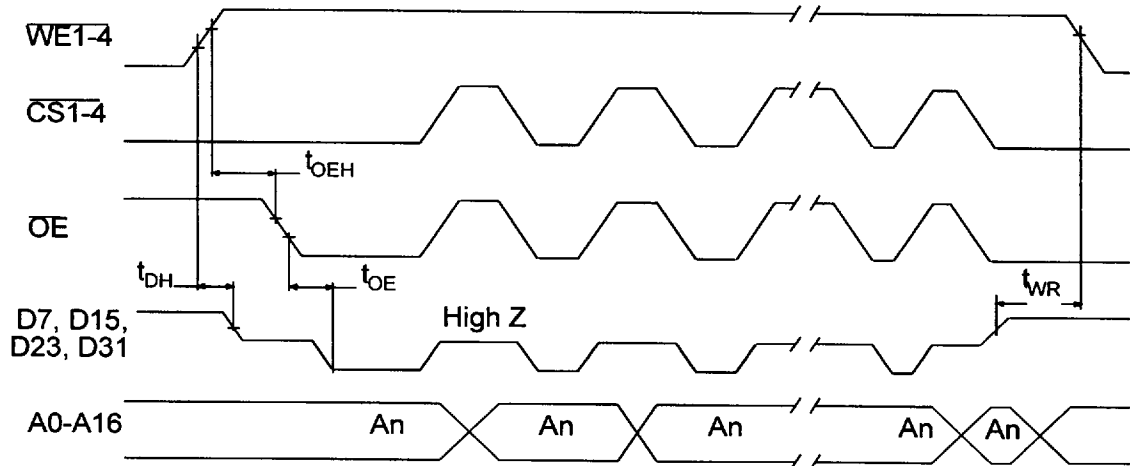 WE1-4
CS1-4
tOEH
OE
tDH
tOE
tWR
D7, D15,
D23, D31
High Z
A0-A16
An
An
An
An
An